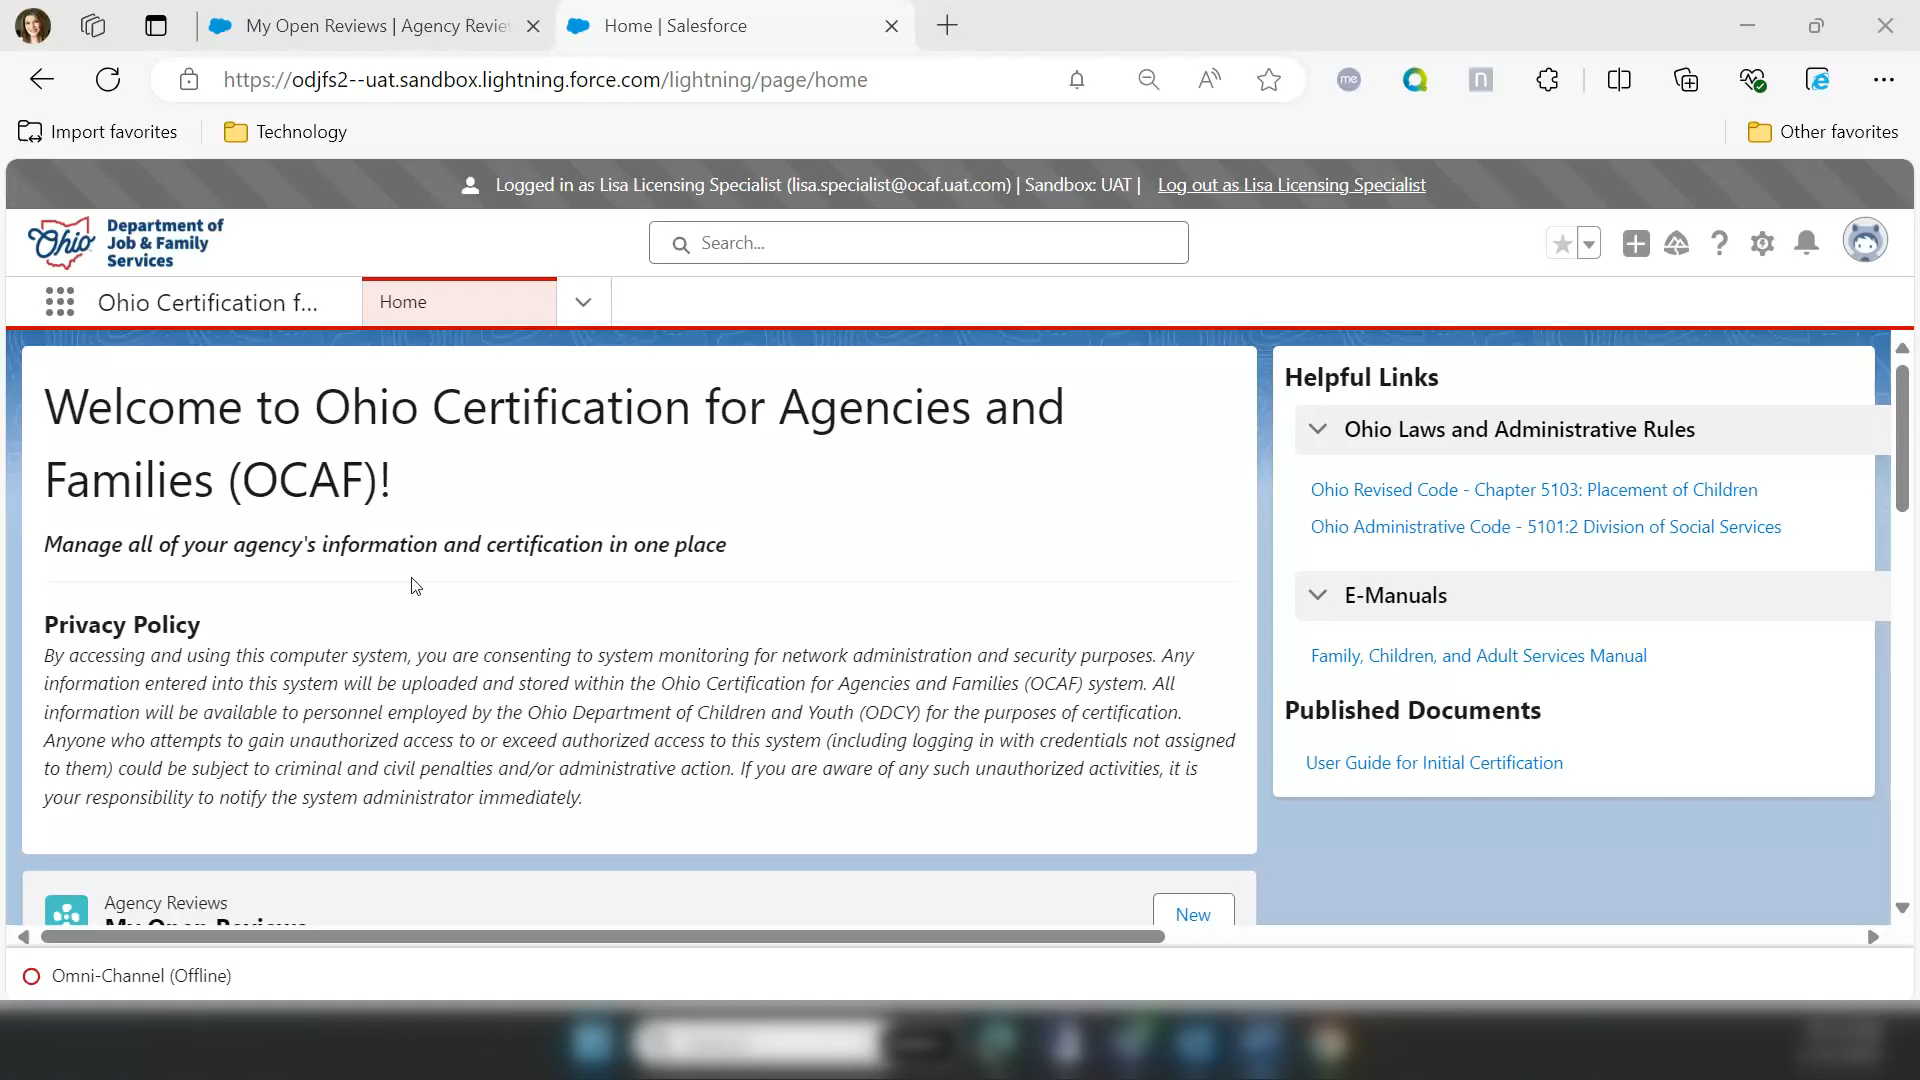 My Open Reviews | Agency Revie
Home | Salesforce
https://odjfs2--uat.sandbox.lightning.force.com/lightning/page/home
Import favorites
Technology
Other favorites
Logged in as Lisa Licensing Specialist (lisa.specialist@ocaf.uat.com) | Sandbox: UAT | Log out as Lisa Licensing Specialist
Ohio
Department of
Job & Family
Services
Search...
Ohio Certification f...
Home
Welcome to Ohio Certification for Agencies and
Families (OCAF)!
Manage all of your agency's information and certification in one place
Privacy Policy
By accessing and using this computer system, you are consenting to system monitoring for network administration and security purposes. Any
information entered into this system will be uploaded and stored within the Ohio Certification for Agencies and Families (OCAF) system. All
information will be available to personnel employed by the Ohio Department of Children and Youth (ODCY) for the purposes of certification.
Anyone who attempts to gain unauthorized access to or exceed authorized access to this system (including logging in with credentials not assigned
to them) could be subject to criminal and civil penalties and/or administrative action. If you are aware of any such unauthorized activities, it is
your responsibility to notify the system administrator immediately.
Helpful Links
Ohio Laws and Administrative Rules
Ohio Revised Code - Chapter 5103: Placement of Children
Ohio Administrative Code - 5101:2 Division of Social Services
E-Manuals
Family, Children, and Adult Services Manual
Published Documents
User Guide for Initial Certification
Agency Reviews
My Open Reviews
New
Omni-Channel (Offline)